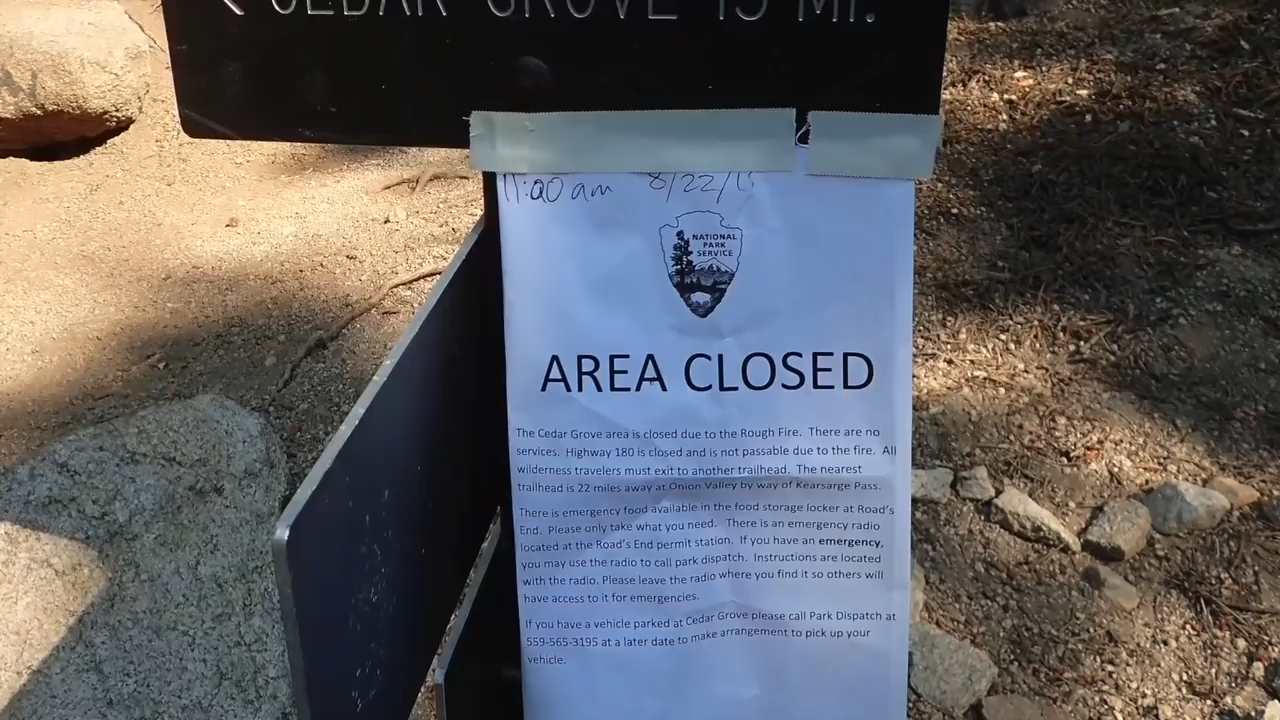 CEDAR GROVE 15 MI.
11:00 am 8/22/1
NATIONAL
PARK
SERVICE
AREA CLOSED
The Cedar Grove area is closed due to the Rough Fire. There are no
services. Highway 180 is closed and is not passable due to the fire. All
wilderness travelers must exit to another trailhead. The nearest
trailhead is 22 miles away at Onion Valley by way of Kearsarge Pass.
There is emergency food available in the food storage locker at Road's
End. Please only take what you need. There is an emergency radio
located at the Road's End permit station. If you have an emergency,
you may use the radio to call park dispatch. Instructions are located
with the radio. Please leave the radio where you find it so others will
have access to it for emergencies.
If you have a vehicle parked at Cedar Grove please call Park Dispatch at
559-565-3195 at a later date to make arrangement to pick up your
vehicle.